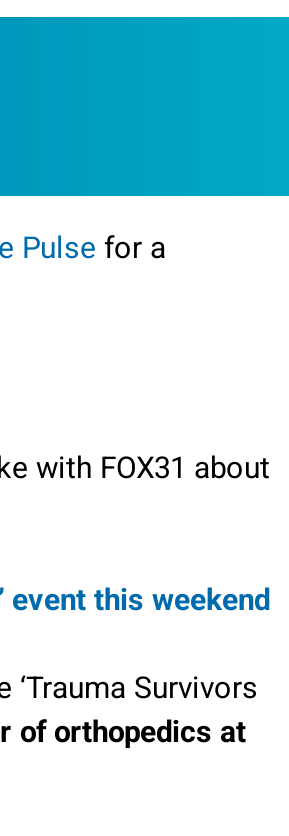 e Pulse for a
ke with FOX31 about
’ event this weekend
e ‘Trauma Survivors
r of orthopedics at